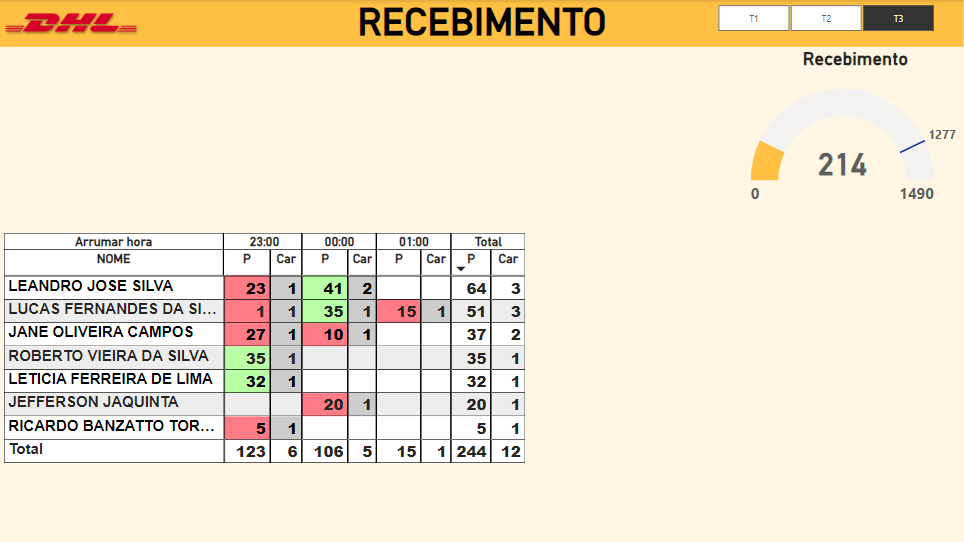 DHL RECEBIMENTO T1 T2 T3
Recebimento
1277
214
0 1490
Arrumar hora 23:00 00:00 01:00 Total
NOME P Car P Car P Car P Car
LEANDRO JOSE SILVA 23 1 41 2 64 3
LUCAS FERNANDES DA SI... 1 1 35 1 15 1 51 3
JANE OLIVEIRA CAMPOS 27 1 10 1 37 2
ROBERTO VIEIRA DA SILVA 35 1 35 1
LETICIA FERREIRA DE LIMA 32 1 32 1
JEFFERSON JAQUINTA 20 1 20 1
RICARDO BANZATTO TOR... 5 1 5 1
Total 123 6 106 5 15 1 244 12